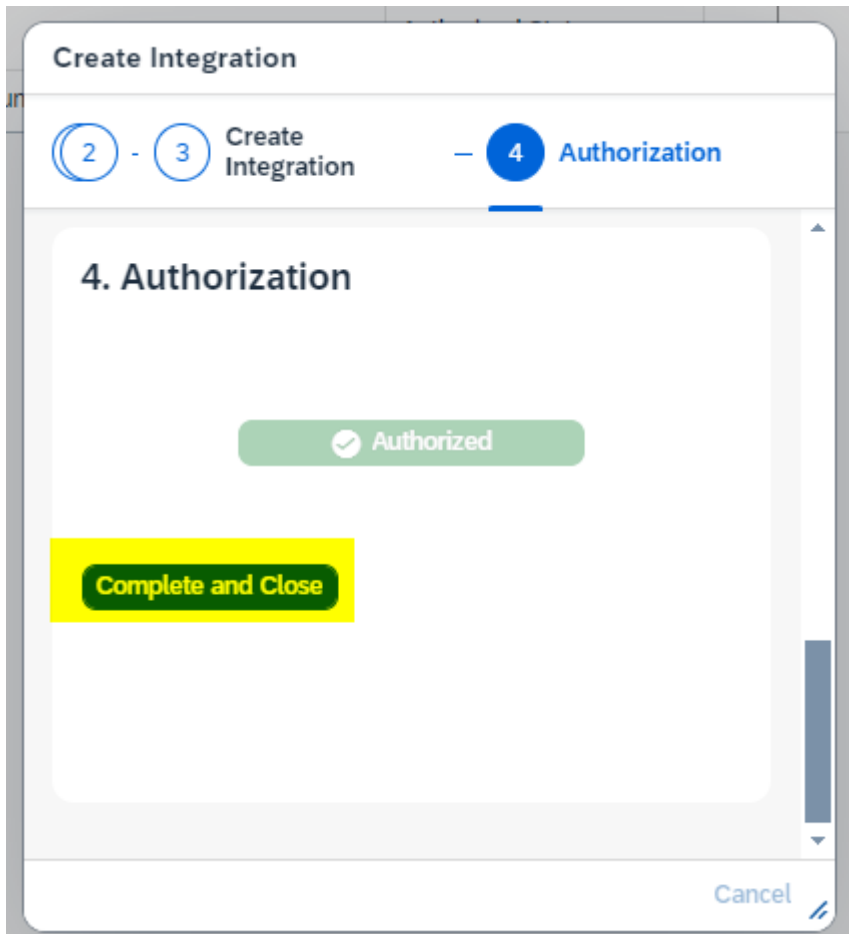 Create Integration
2 - 3 Create
Integration
– 4 Authorization
4. Authorization
Authorized
Complete and Close
Cancel